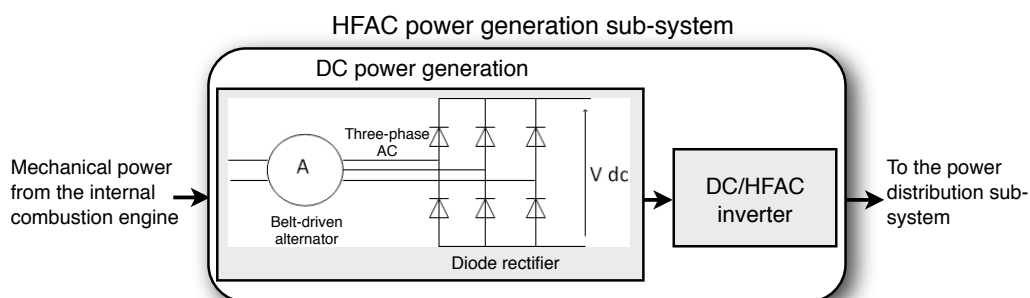 HFAC power generation sub-system
DC power generation
Mechanical power
from the internal
combustion engine
A
Belt-driven
alternator
Three-phase
AC
V dc
Diode rectifier
DC/HFAC
inverter
To the power
distribution sub-
system